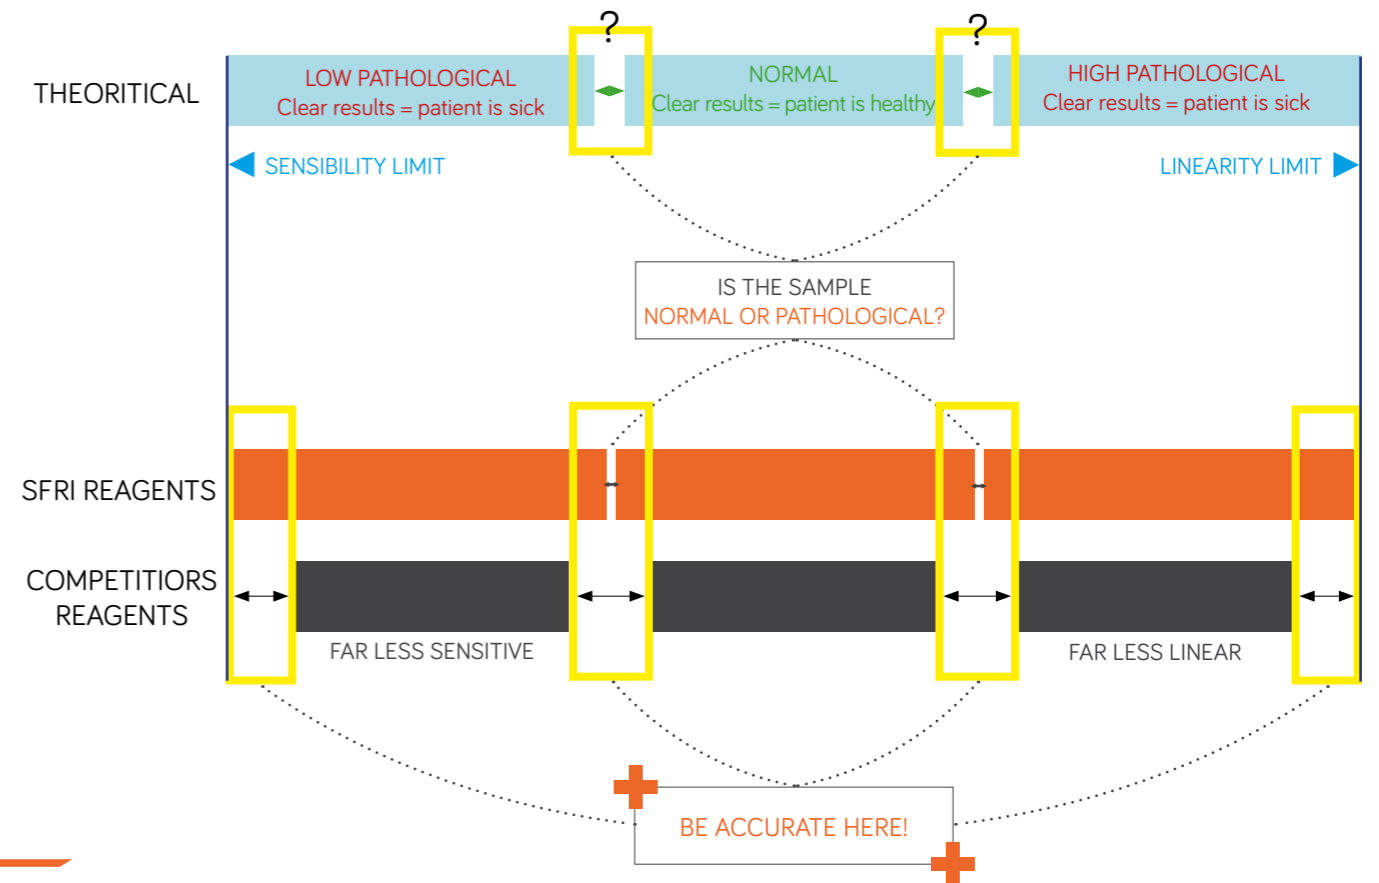 ? ?
THEORITICAL
LOW PATHOLOGICAL
Clear results = patient is sick
NORMAL
Clear results = patient is healthy
HIGH PATHOLOGICAL
Clear results = patient is sick
SENSIBILITY LIMIT
LINEARITY LIMIT
IS THE SAMPLE
NORMAL OR PATHOLOGICAL?
SFRI REAGENTS
COMPETITIORS
REAGENTS
FAR LESS SENSITIVE
FAR LESS LINEAR
BE ACCURATE HERE!